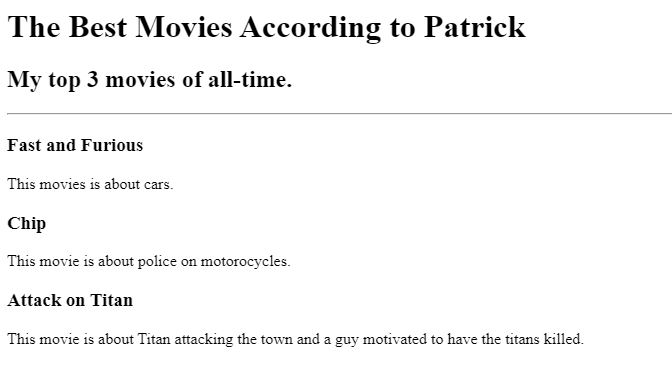 The Best Movies According to Patrick
My top 3 movies of all-time.
Fast and Furious
This movies is about cars.
Chip
This movie is about police on motorocycles.
Attack on Titan
This movie is about Titan attacking the town and a guy motivated to have the titans killed.